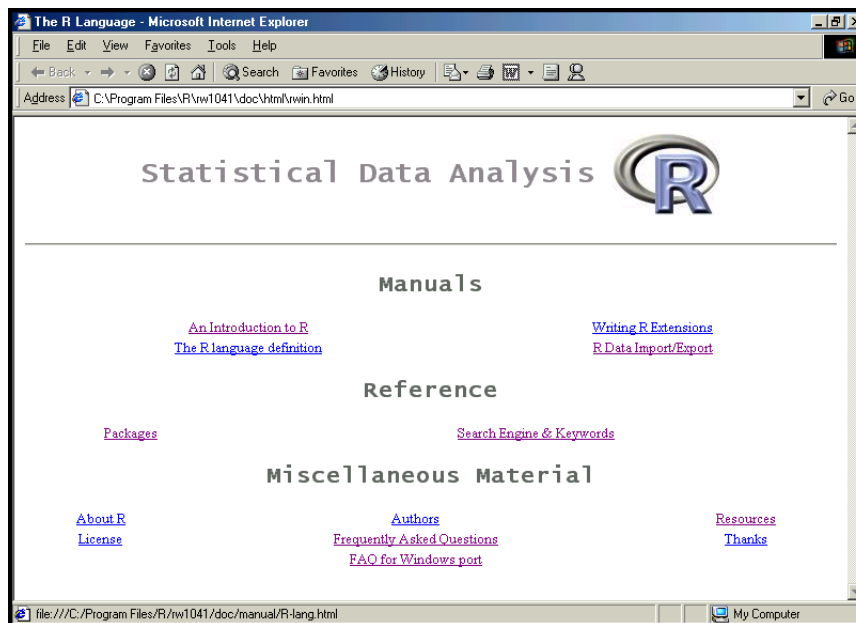 The R Language - Microsoft Internet Explorer
File Edit View Favorites Tools Help
Back Search Favorites History
Address C:\Program Files\R\rw1041\doc\html\rwin.html Go
Statistical Data Analysis R
Manuals
An Introduction to R Writing R Extensions
The R language definition R Data Import/Export
Reference
Packages Search Engine & Keywords
Miscellaneous Material
About R Authors Resources
License Frequently Asked Questions Thanks
FAQ for Windows port
file:///C:/Program Files/R/rw1041/doc/manual/R-lang.html My Computer